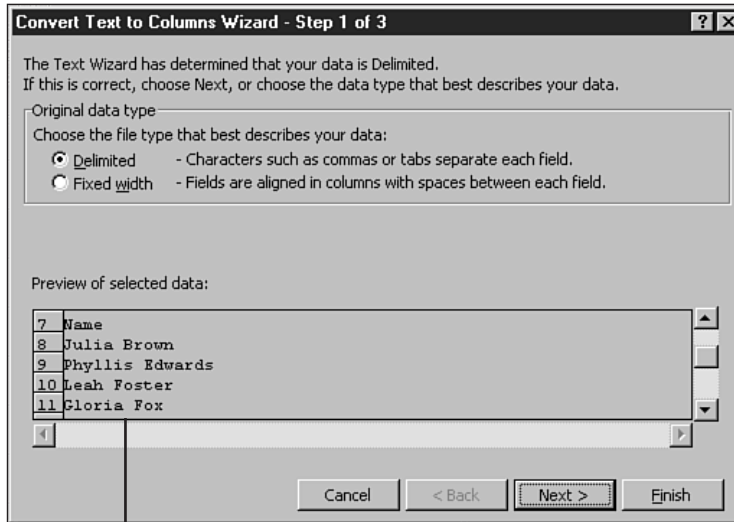 Convert Text to Columns Wizard - Step 1 of 3
The Text Wizard has determined that your data is Delimited.
If this is correct, choose Next, or choose the data type that best describes your data.
Original data type
Choose the file type that best describes your data:
Delimited - Characters such as commas or tabs separate each field.
Fixed width - Fields are aligned in columns with spaces between each field.
Preview of selected data:
7 Name
8 Julia Brown
9 Phyllis Edwards
10 Leah Foster
11 Gloria Fox
Cancel < Back Next > Finish